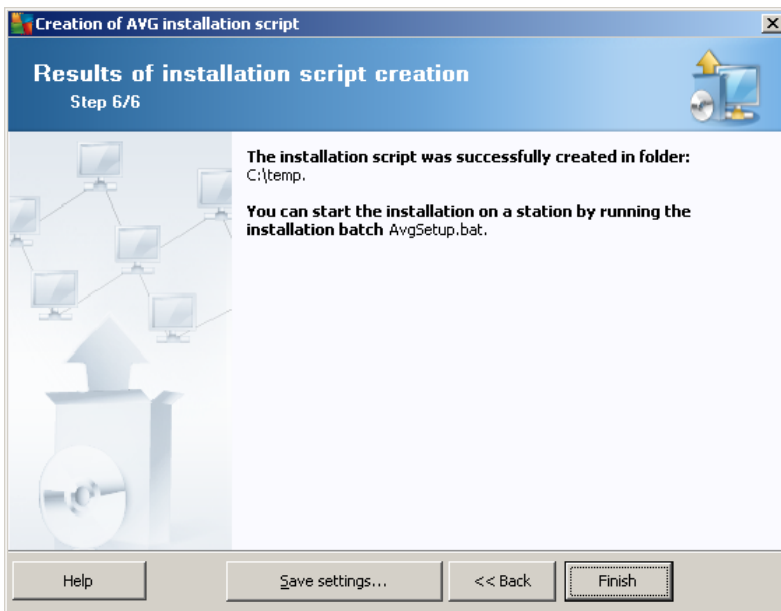 Creation of AVG installation script
Results of installation script creation
Step 6/6
The installation script was successfully created in folder:
C:\temp.
You can start the installation on a station by running the
installation batch AvgSetup.bat.
Help
Save settings...
<< Back
Finish